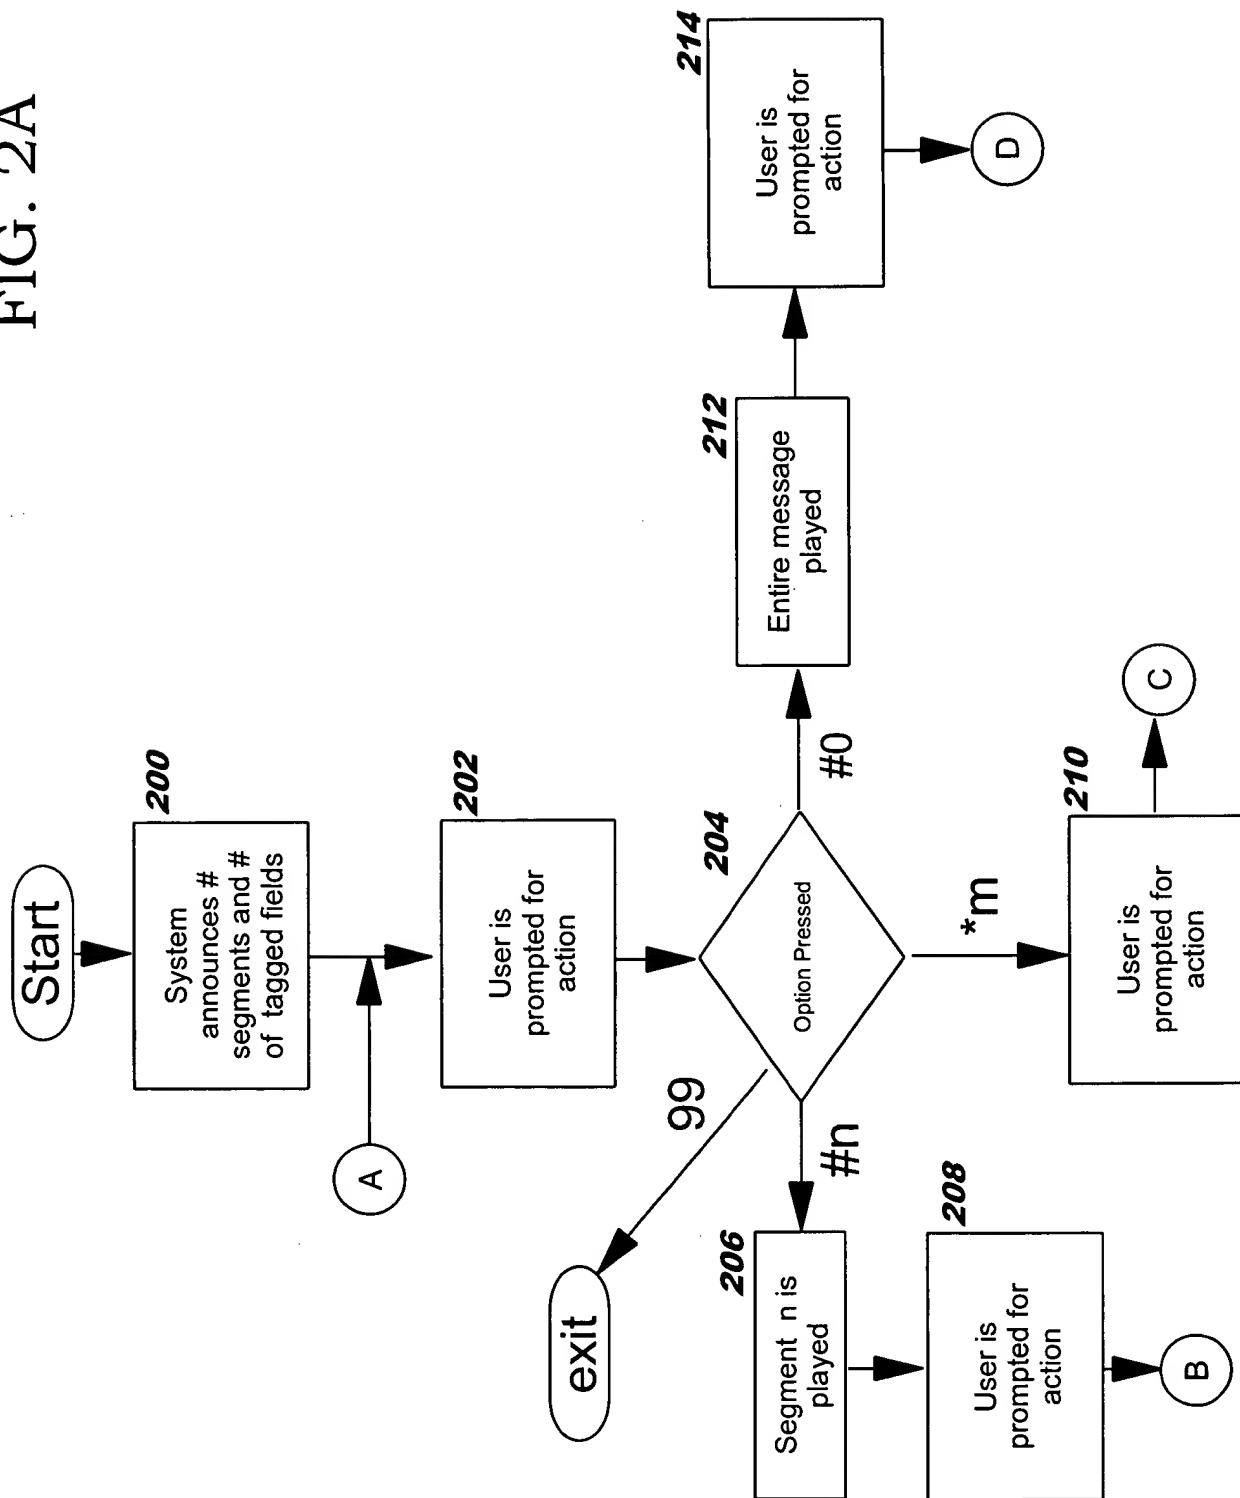 FIG. 2A
Start
200
System
announces #
segments and #
of tagged fields
A
202
User is
prompted for
action
204
Option Pressed
99
exit
#n
206
Segment n is
played
208
User is
prompted for
action
B
*m
210
User is
prompted for
action
C
#0
212
Entire message
played
214
User is
prompted for
action
D